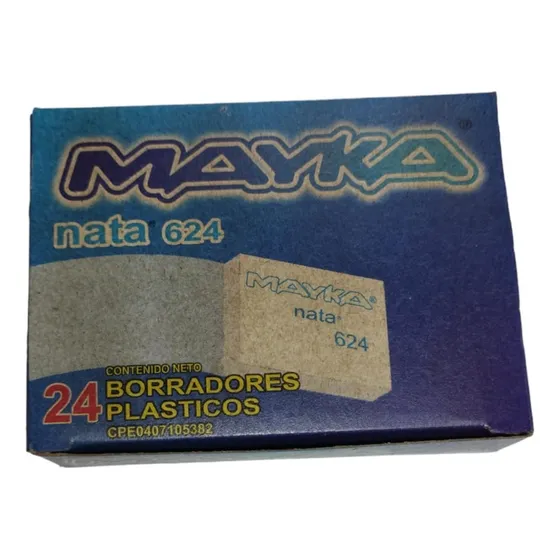 MAYKA®
nata 624
MAYKA®
nata
624
CONTENIDO NETO
24 BORRADORES
PLASTICOS
CPE0407105382